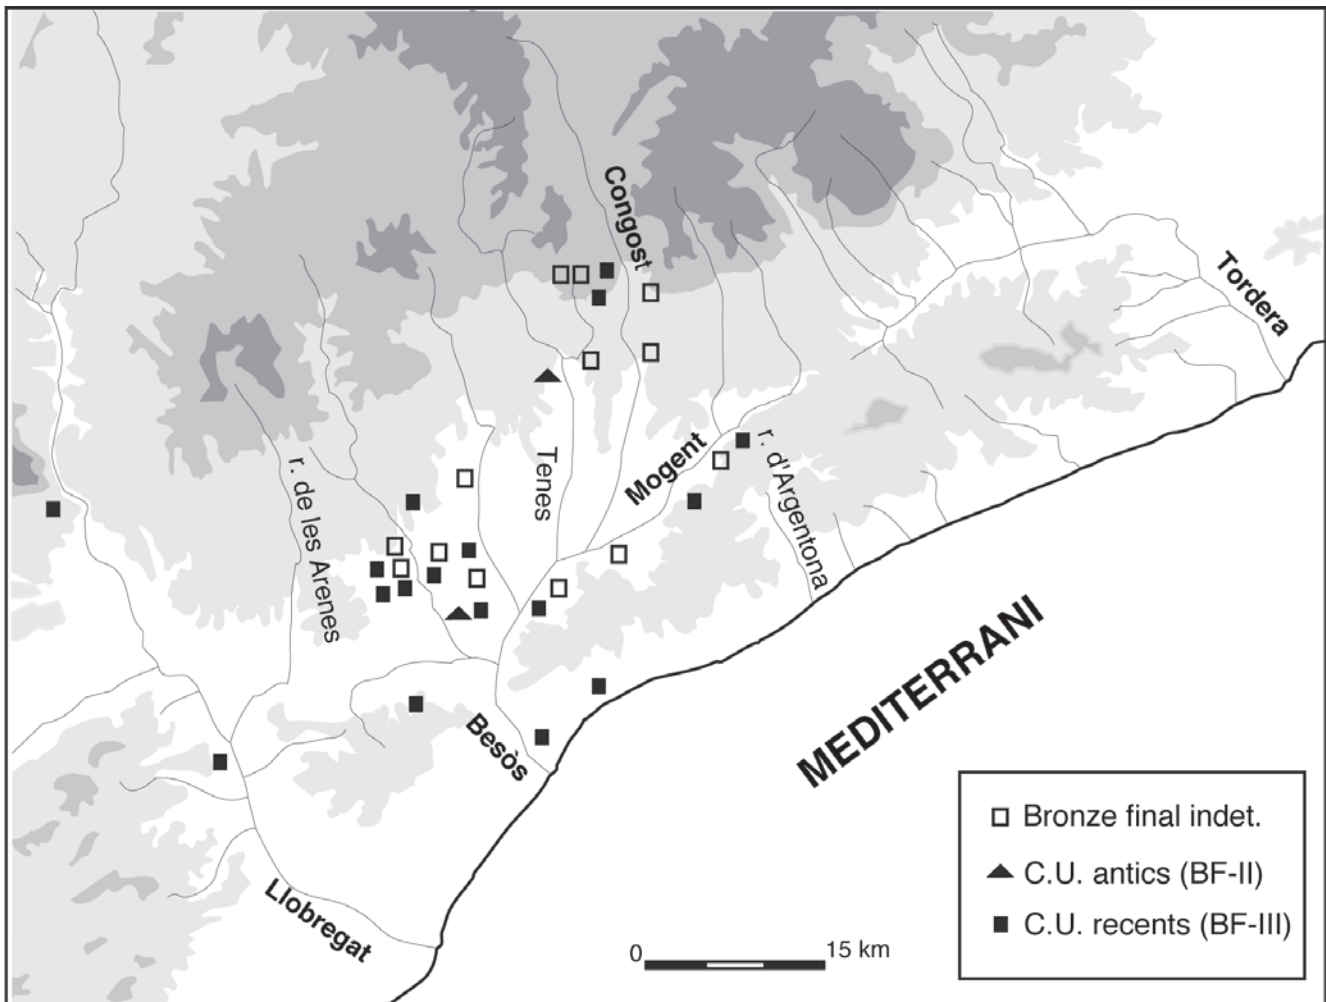 Congost
Tordera
Tenes
Mogent
r. d'Argentona
r. de les Arenes
MEDITERRANI
Besòs
Llobregat
Bronze final indet.
C.U. antics (BF-II)
C.U. recents (BF-III)
0 15 km